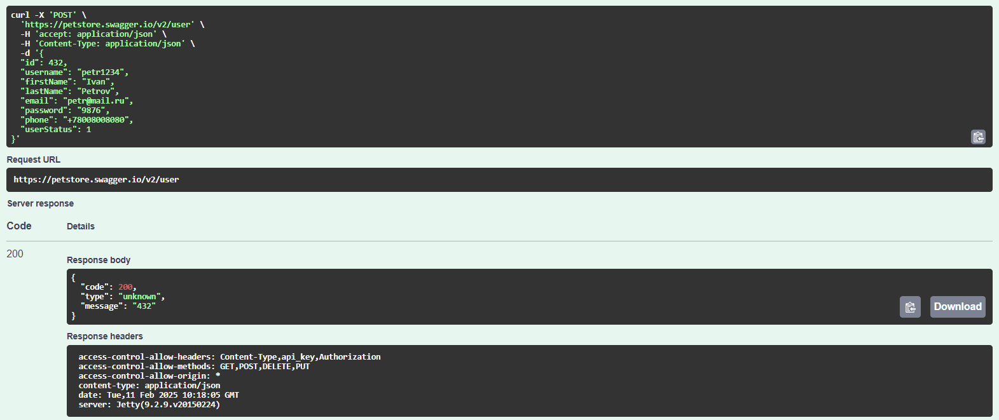 curl -X 'POST' \
  'https://petstore.swagger.io/v2/user' \
  -H 'accept: application/json' \
  -H 'Content-Type: application/json' \
  -d '{
  "id": 432,
  "username": "petr1234",
  "firstName": "Ivan",
  "lastName": "Petrov",
  "email": "petr@mail.ru",
  "password": "9876",
  "phone": "+78008008080",
  "userStatus": 1
}'
Request URL
https://petstore.swagger.io/v2/user
Server response
Code Details
200
Response body
{
  "code": 200,
  "type": "unknown",
  "message": "432"
}
Download
Response headers
access-control-allow-headers: Content-Type,api_key,Authorization
access-control-allow-methods: GET,POST,DELETE,PUT
access-control-allow-origin: *
content-type: application/json
date: Tue,11 Feb 2025 10:18:05 GMT
server: Jetty(9.2.9.v20150224)